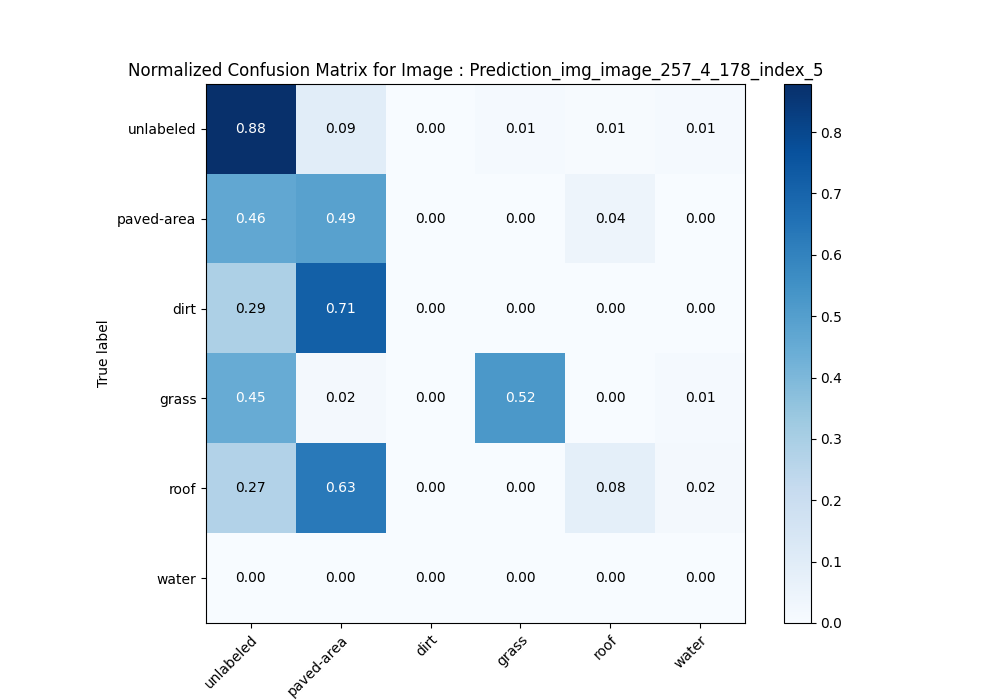 Normalized Confusion Matrix for Image : Prediction_img_image_257_4_178_index_5
unlabeled 0.88 0.09 0.00 0.01 0.01 0.01
paved-area 0.46 0.49 0.00 0.00 0.04 0.00
dirt 0.29 0.71 0.00 0.00 0.00 0.00
grass 0.45 0.02 0.00 0.52 0.00 0.01
roof 0.27 0.63 0.00 0.00 0.08 0.02
water 0.00 0.00 0.00 0.00 0.00 0.00
True label
unlabeled
paved-area
dirt
grass
roof
water
0.8
0.7
0.6
0.5
0.4
0.3
0.2
0.1
0.0